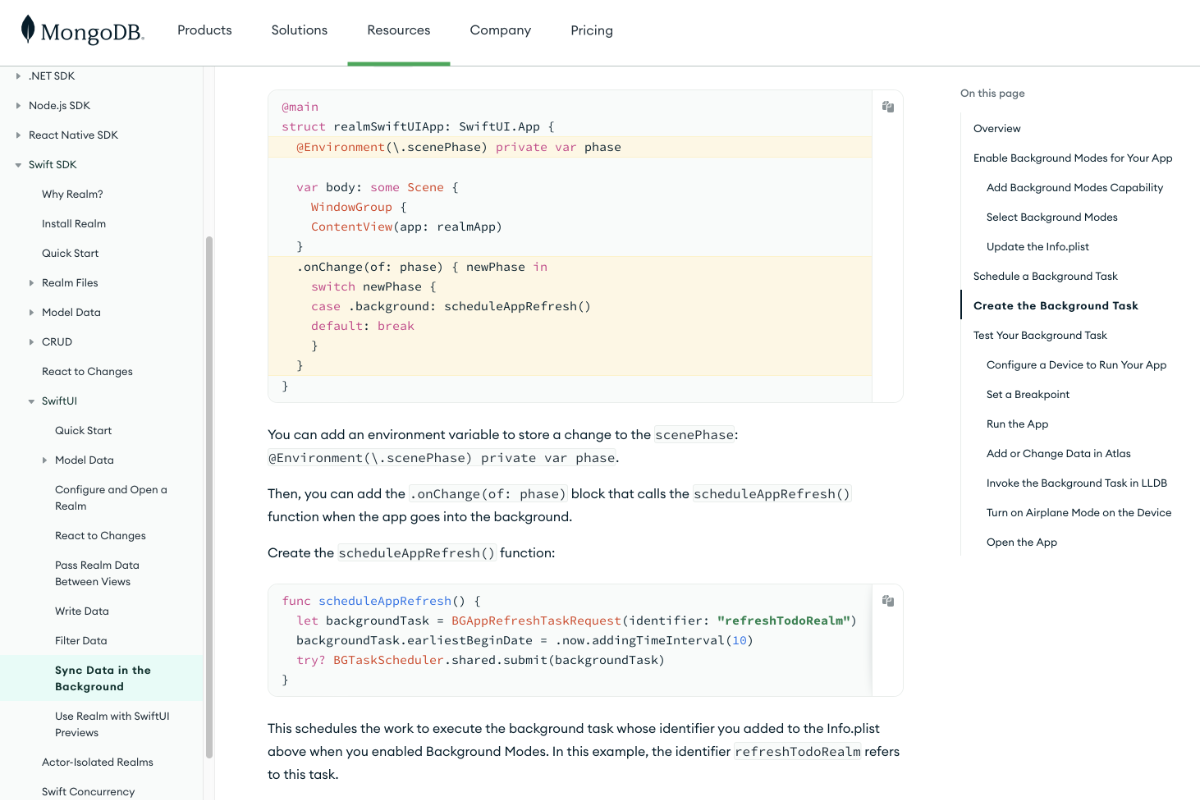 MongoDB.
Products
Solutions
Resources
Company
Pricing
.NET SDK
Node.js SDK
React Native SDK
Swift SDK
Why Realm?
Install Realm
Quick Start
Realm Files
Model Data
CRUD
React to Changes
SwiftUI
Quick Start
Model Data
Configure and Open a
Realm
React to Changes
Pass Realm Data
Between Views
Write Data
Filter Data
Sync Data in the
Background
Use Realm with SwiftUI
Previews
Actor-Isolated Realms
Swift Concurrency
@main
struct realmSwiftUIApp: SwiftUI.App {
  @Environment(\.scenePhase) private var phase

  var body: some Scene {
    WindowGroup {
    ContentView(app: realmApp)
  }
  .onChange(of: phase) { newPhase in
    switch newPhase {
    case .background: scheduleAppRefresh()
    default: break
    }
  }
}
You can add an environment variable to store a change to the scenePhase:
@Environment(\.scenePhase) private var phase.
Then, you can add the .onChange(of: phase) block that calls the scheduleAppRefresh()
function when the app goes into the background.
Create the scheduleAppRefresh() function:
func scheduleAppRefresh() {
  let backgroundTask = BGAppRefreshTaskRequest(identifier: "refreshTodoRealm")
  backgroundTask.earliestBeginDate = .now.addingTimeInterval(10)
  try? BGTaskScheduler.shared.submit(backgroundTask)
}
This schedules the work to execute the background task whose identifier you added to the Info.plist
above when you enabled Background Modes. In this example, the identifier refreshTodoRealm refers
to this task.
On this page
Overview
Enable Background Modes for Your App
Add Background Modes Capability
Select Background Modes
Update the Info.plist
Schedule a Background Task
Create the Background Task
Test Your Background Task
Configure a Device to Run Your App
Set a Breakpoint
Run the App
Add or Change Data in Atlas
Invoke the Background Task in LLDB
Turn on Airplane Mode on the Device
Open the App